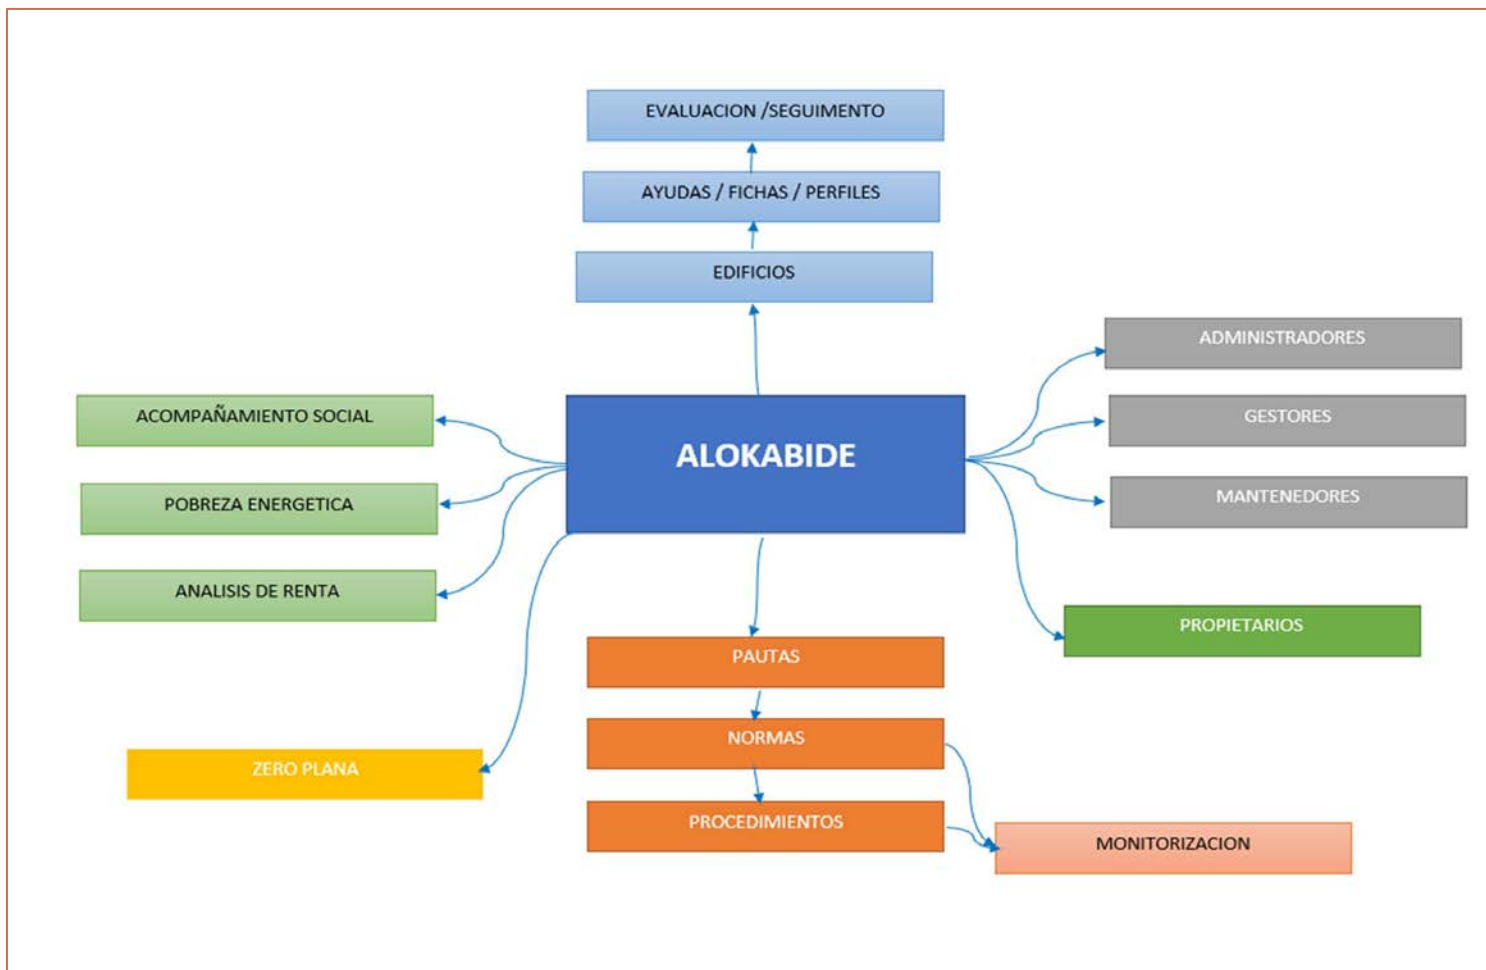 EVALUACION /SEGUIMENTO
AYUDAS / FICHAS / PERFILES
EDIFICIOS
ADMINISTRADORES
ACOMPAÑAMIENTO SOCIAL
GESTORES
ALOKABIDE
POBREZA ENERGETICA
MANTENEDORES
ANALISIS DE RENTA
PROPIETARIOS
PAUTAS
NORMAS
ZERO PLANA
PROCEDIMIENTOS
MONITORIZACION